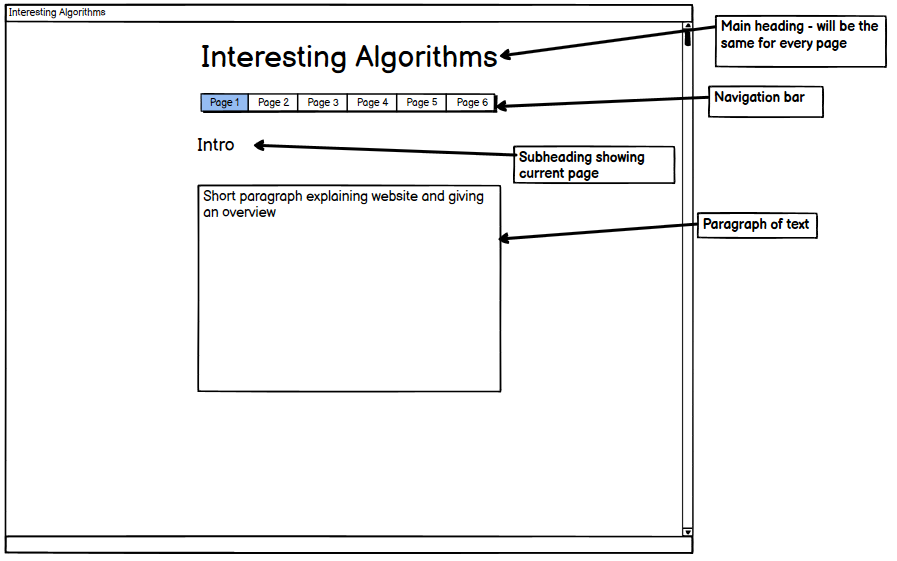 Interesting Algorithms
Main heading - will be the
same for every page
Interesting Algorithms
Navigation bar
Page 1 Page 2 Page 3 Page 4 Page 5 Page 6
Intro
Subheading showing
current page
Short paragraph explaining website and giving
an overview
Paragraph of text